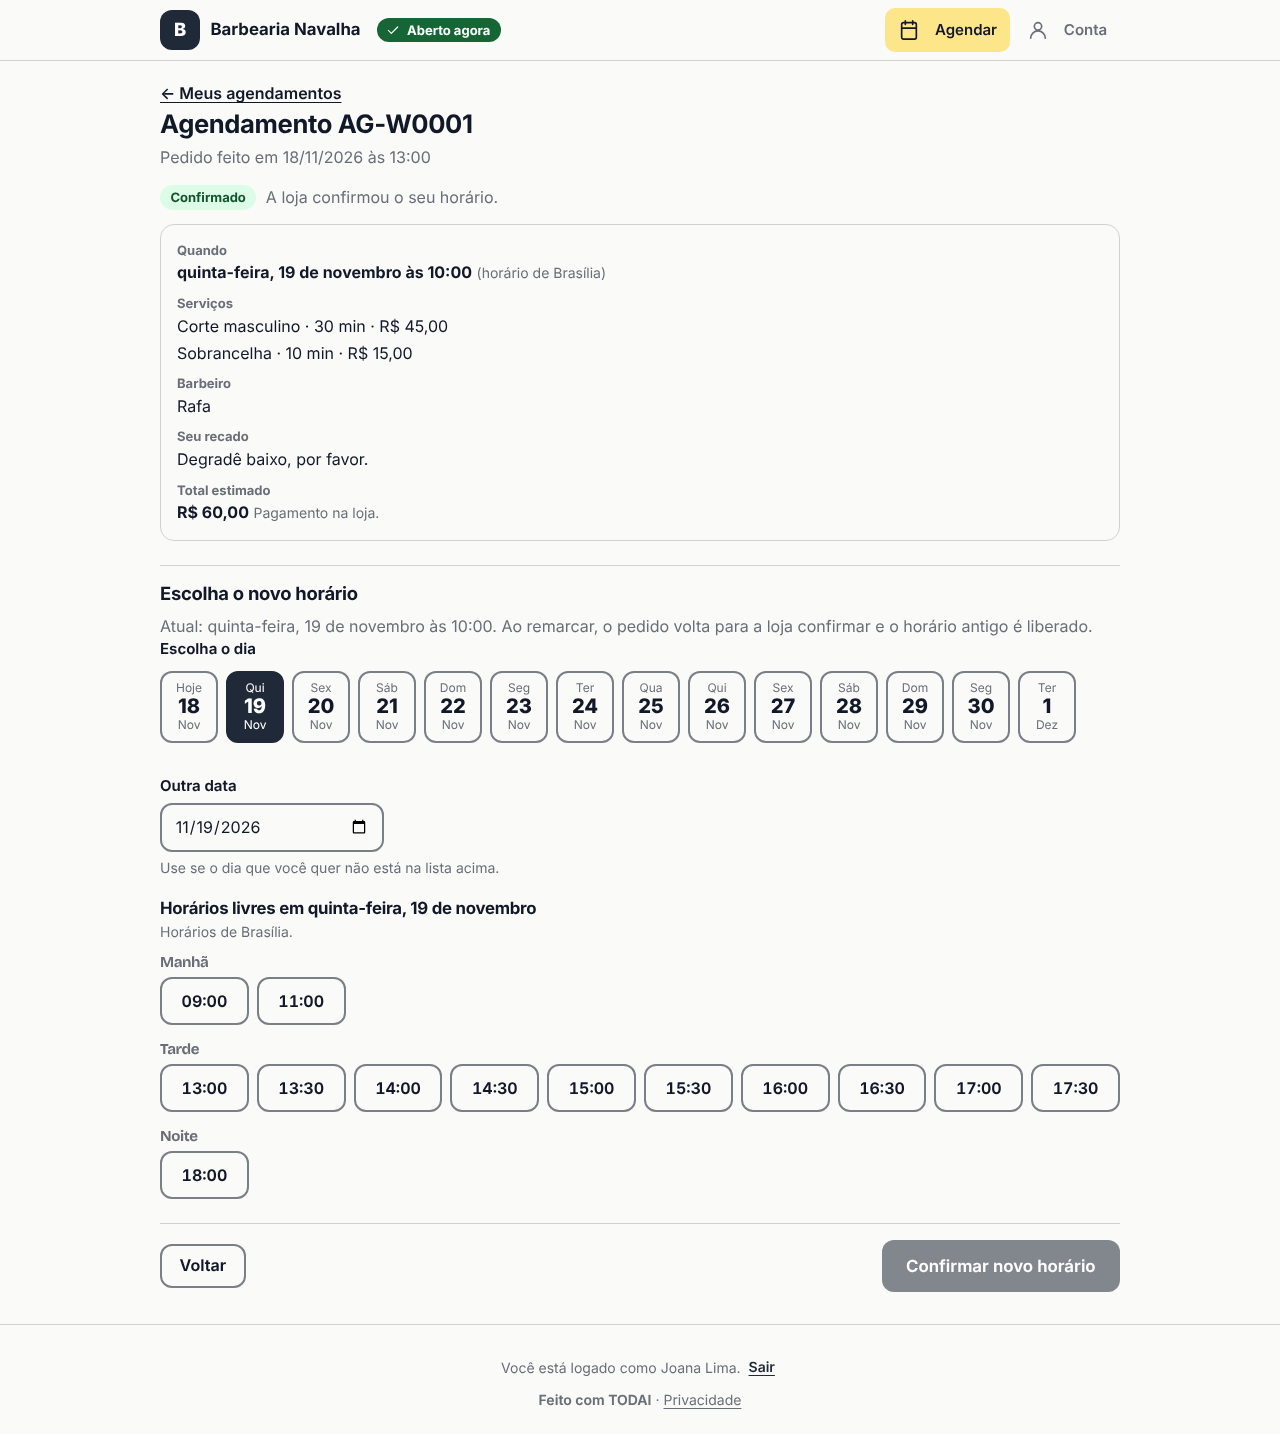 B Barbearia Navalha Aberto agora Agendar Conta
← Meus agendamentos
Agendamento AG-W0001
Pedido feito em 18/11/2026 às 13:00
Confirmado A loja confirmou o seu horário.
Quando
quinta-feira, 19 de novembro às 10:00 (horário de Brasília)
Serviços
Corte masculino · 30 min · R$ 45,00
Sobrancelha · 10 min · R$ 15,00
Barbeiro
Rafa
Seu recado
Degradê baixo, por favor.
Total estimado
R$ 60,00 Pagamento na loja.
Escolha o novo horário
Atual: quinta-feira, 19 de novembro às 10:00. Ao remarcar, o pedido volta para a loja confirmar e o horário antigo é liberado.
Escolha o dia
Hoje Qui Sex Sáb Dom Seg Ter Qua Qui Sex Sáb Dom Seg Ter
18 19 20 21 22 23 24 25 26 27 28 29 30 1
Nov Nov Nov Nov Nov Nov Nov Nov Nov Nov Nov Nov Nov Dez
Outra data
11/19/2026
Use se o dia que você quer não está na lista acima.
Horários livres em quinta-feira, 19 de novembro
Horários de Brasília.
Manhã
09:00 11:00
Tarde
13:00 13:30 14:00 14:30 15:00 15:30 16:00 16:30 17:00 17:30
Noite
18:00
Voltar Confirmar novo horário
Você está logado como Joana Lima. Sair
Feito com TODAI · Privacidade